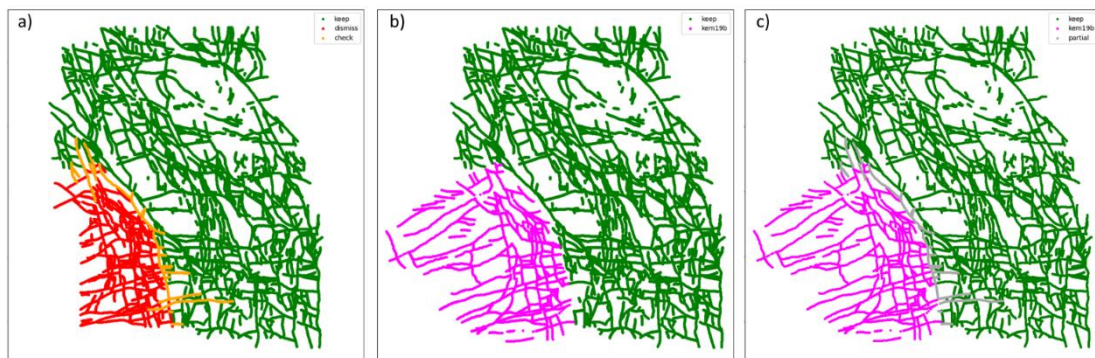 a)
keep
dismiss
check
b)
keep
kem19b
c)
keep
kem19b
partial